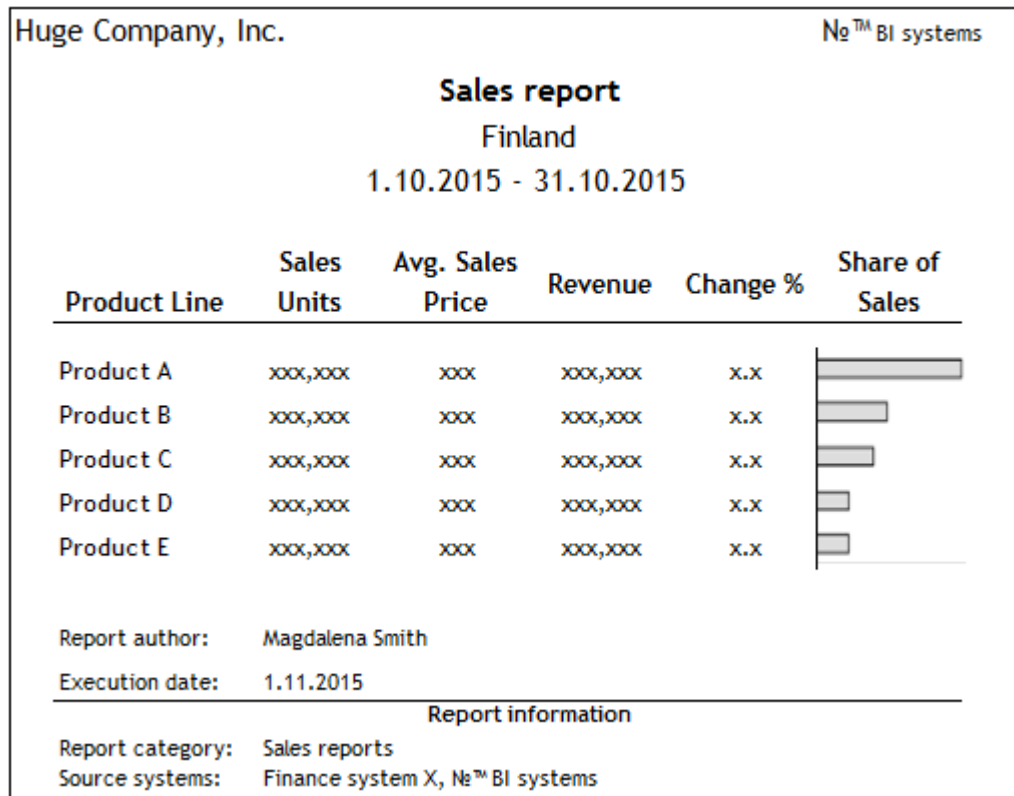 Huge Company, Inc. №™ BI systems
Sales report
Finland
1.10.2015 - 31.10.2015
Product Line Sales Units Avg. Sales Price Revenue Change % Share of Sales
Product A xxx,xxx xxx xxx,xxx x.x
Product B xxx,xxx xxx xxx,xxx x.x
Product C xxx,xxx xxx xxx,xxx x.x
Product D xxx,xxx xxx xxx,xxx x.x
Product E xxx,xxx xxx xxx,xxx x.x
Report author: Magdalena Smith
Execution date: 1.11.2015
Report information
Report category: Sales reports
Source systems: Finance system X, №™ BI systems